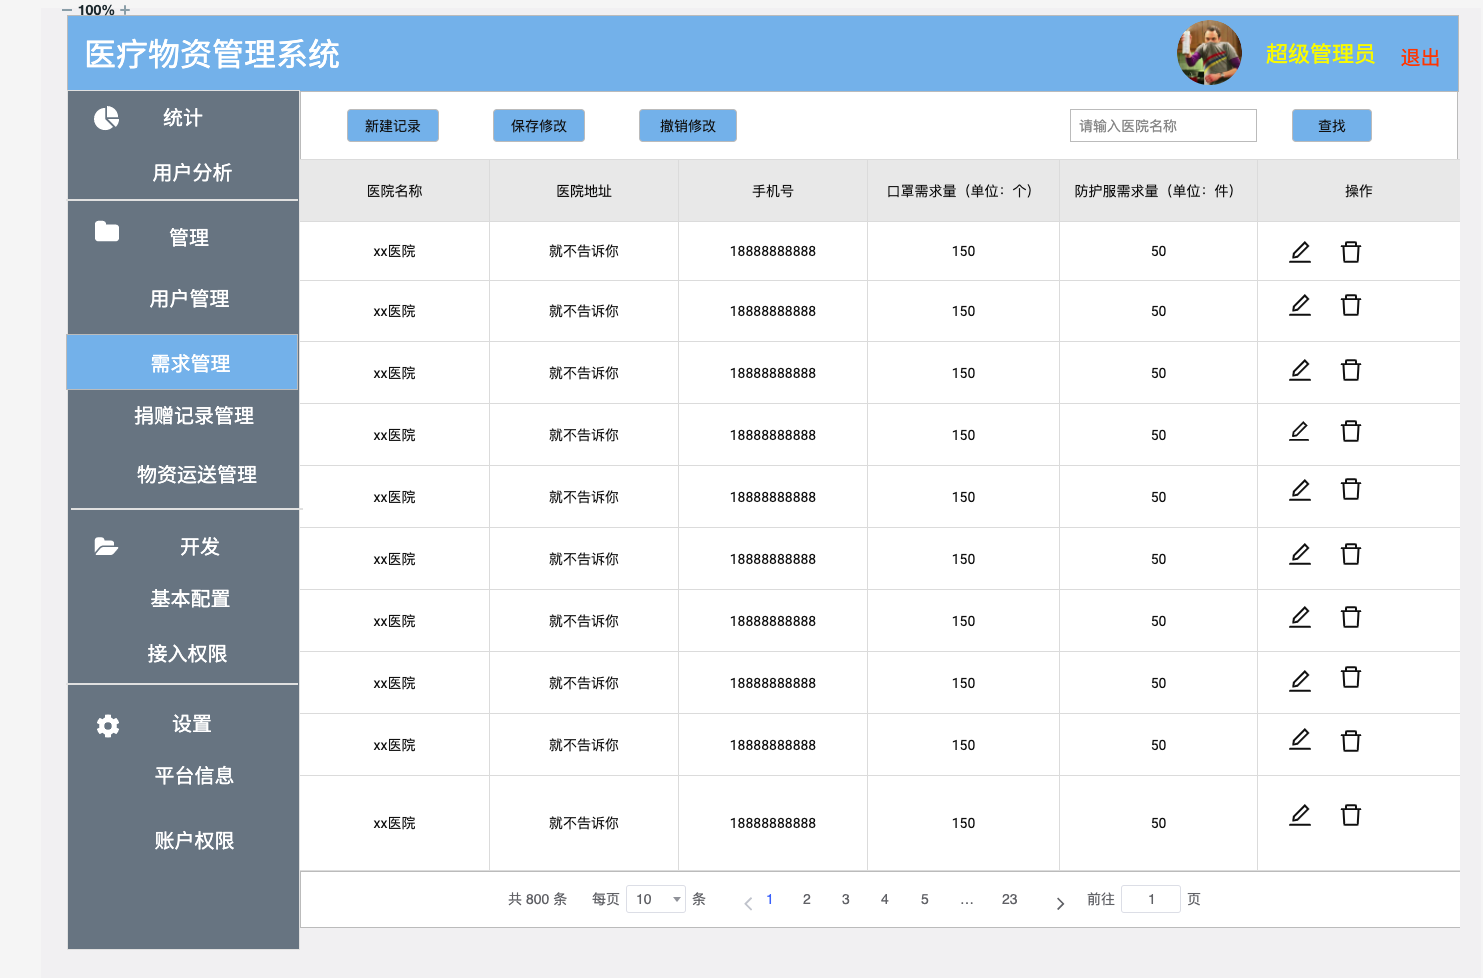 100%
医疗物资管理系统
超级管理员
退出
统计
用户分析
管理
用户管理
需求管理
捐赠记录管理
物资运送管理
开发
基本配置
接入权限
设置
平台信息
账户权限
新建记录 保存修改 撤销修改 请输入医院名称 查找
医院名称 医院地址 手机号 口罩需求量（单位：个） 防护服需求量（单位：件） 操作
xx医院 就不告诉你 18888888888 150 50
xx医院 就不告诉你 18888888888 150 50
xx医院 就不告诉你 18888888888 150 50
xx医院 就不告诉你 18888888888 150 50
xx医院 就不告诉你 18888888888 150 50
xx医院 就不告诉你 18888888888 150 50
xx医院 就不告诉你 18888888888 150 50
xx医院 就不告诉你 18888888888 150 50
xx医院 就不告诉你 18888888888 150 50
xx医院 就不告诉你 18888888888 150 50
共 800 条 每页 10 条 1 2 3 4 5 ... 23 前往 1 页